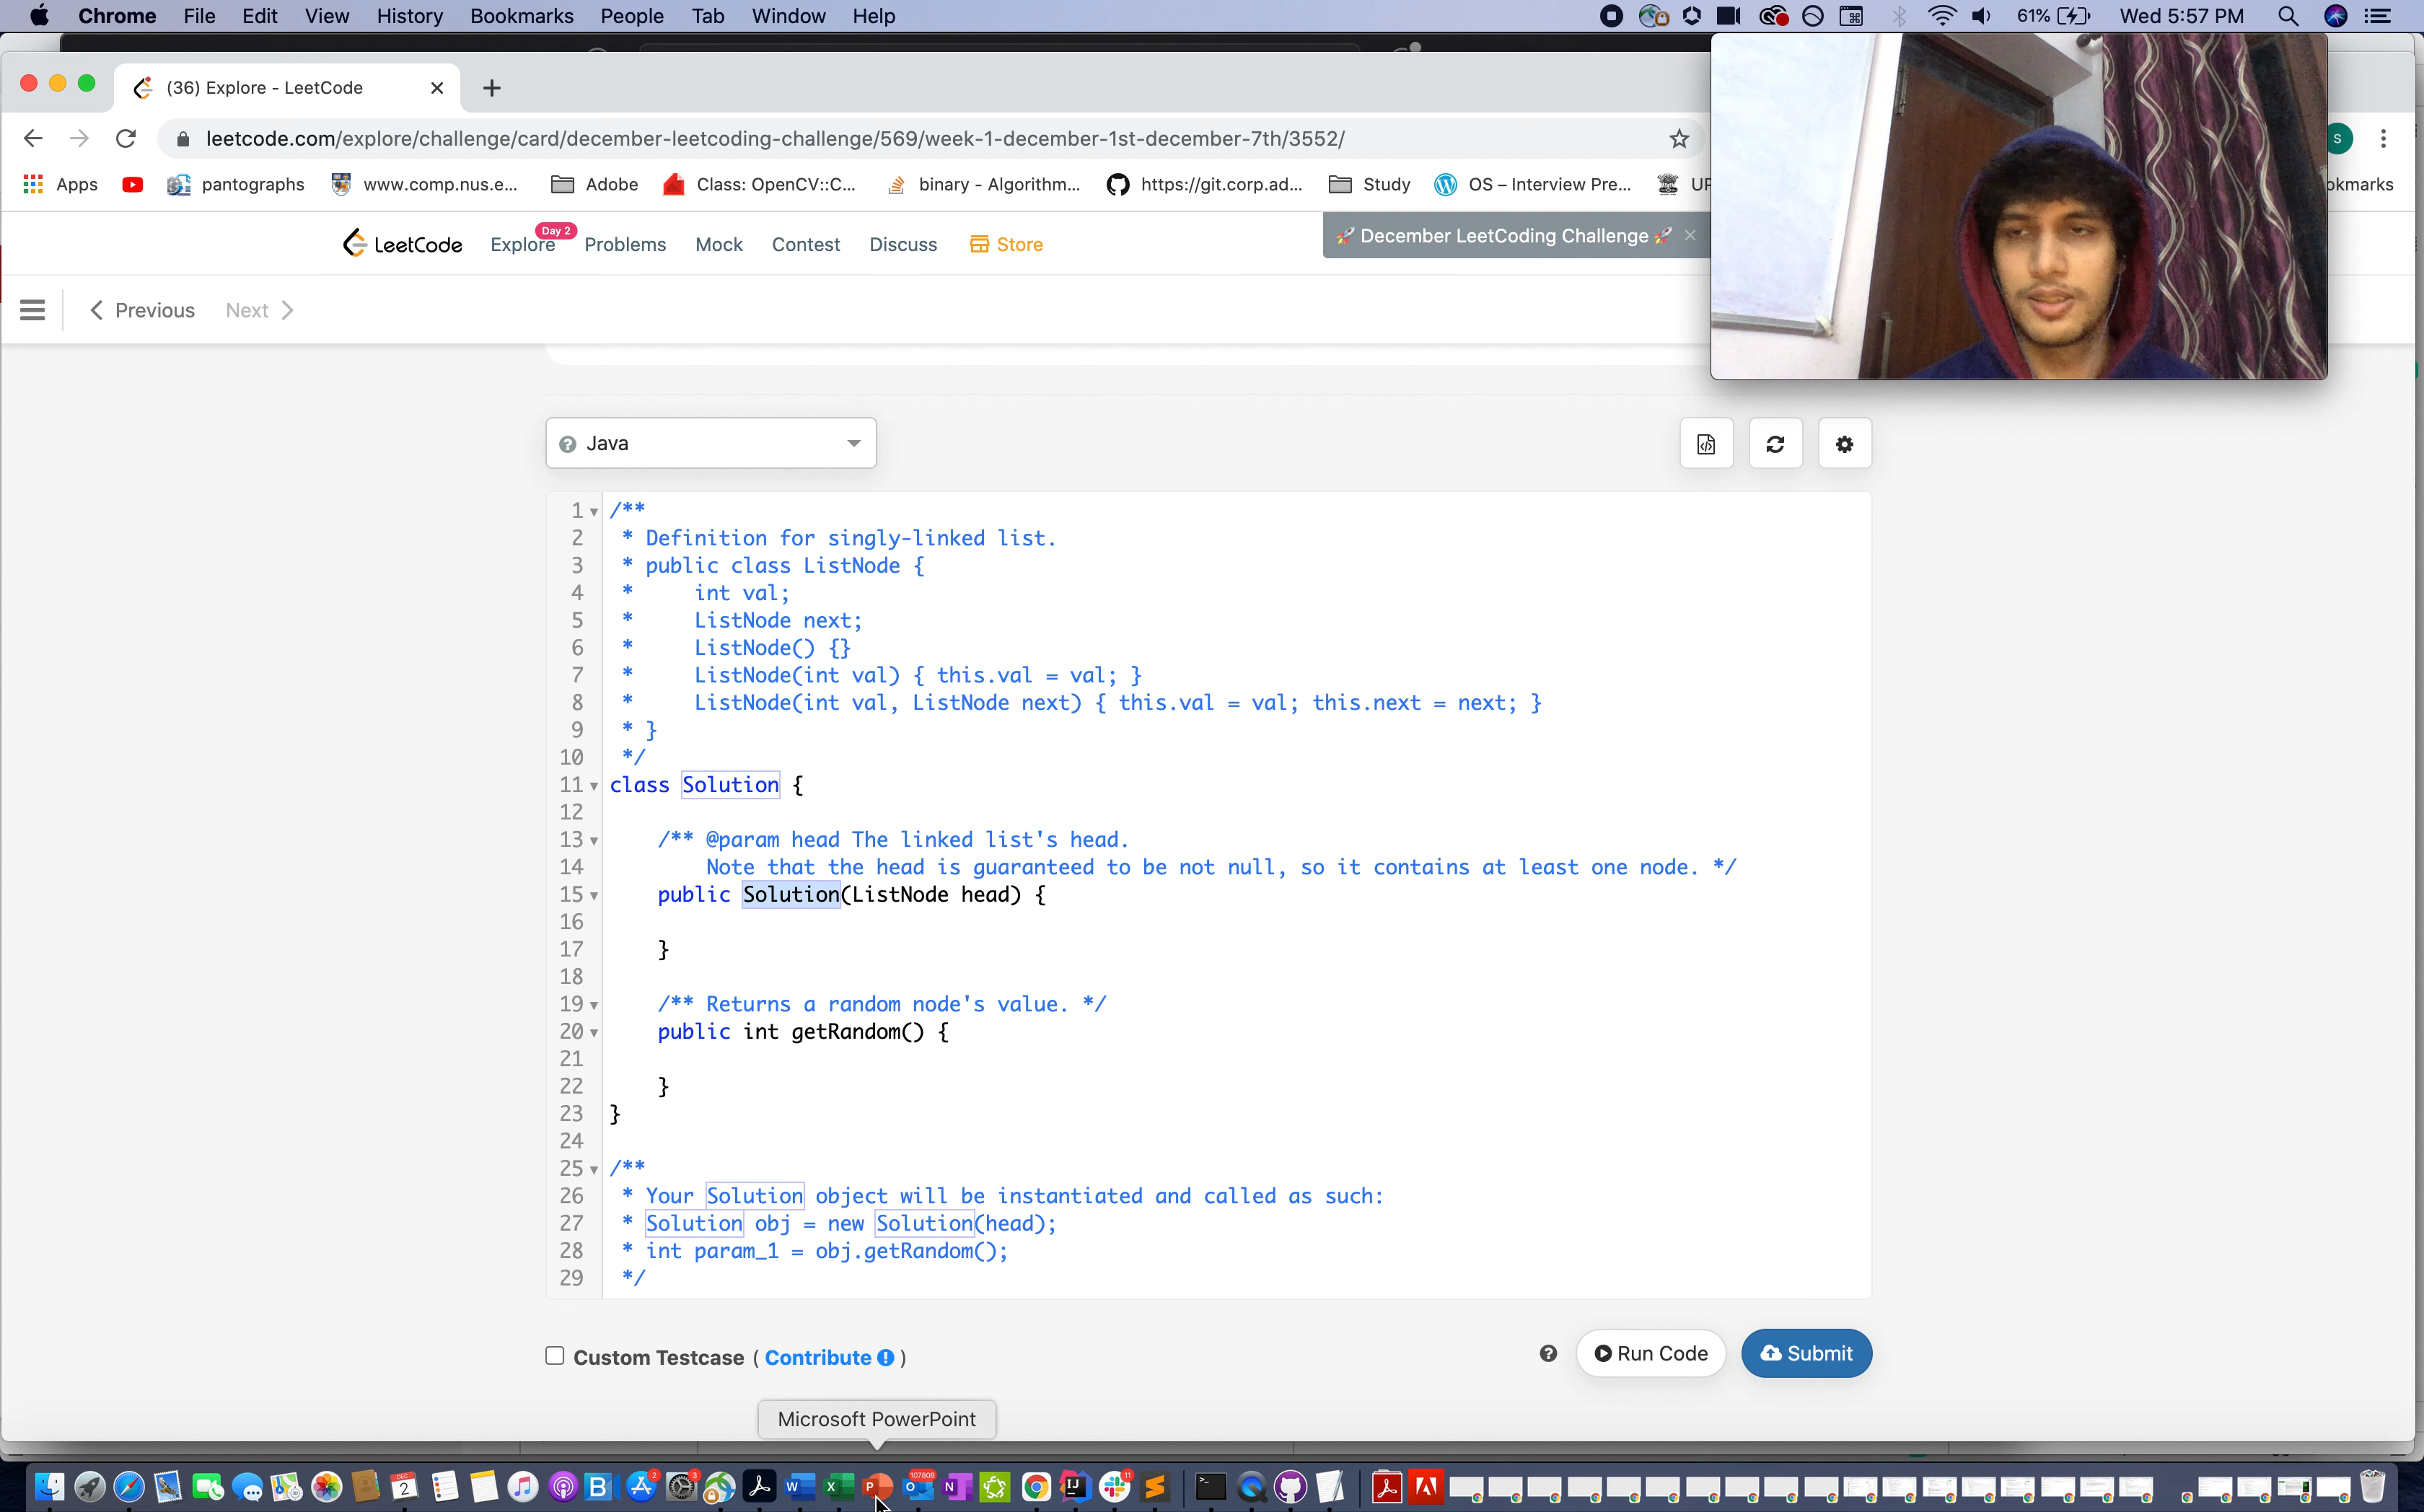 Chrome File Edit View History Bookmarks People Tab Window Help 61% Wed 5:57 PM
(36) Explore - LeetCode
leetcode.com/explore/challenge/card/december-leetcoding-challenge/569/week-1-december-1st-december-7th/3552/ S
Apps pantographs www.comp.nus.e... Adobe Class: OpenCV::C... binary - Algorithm... https://git.corp.ad... Study OS – Interview Pre... okmarks
LeetCode Explore Day 2 Problems Mock Contest Discuss Store 🚀 December LeetCoding Challenge 🚀 ×
Previous Next
Java
1 /**
2  * Definition for singly-linked list.
3  * public class ListNode {
4  *     int val;
5  *     ListNode next;
6  *     ListNode() {}
7  *     ListNode(int val) { this.val = val; }
8  *     ListNode(int val, ListNode next) { this.val = val; this.next = next; }
9  * }
10  */
11 class Solution {
12
13     /** @param head The linked list's head.
14         Note that the head is guaranteed to be not null, so it contains at least one node. */
15     public Solution(ListNode head) {
16
17     }
18
19     /** Returns a random node's value. */
20     public int getRandom() {
21
22     }
23 }
24
25 /**
26  * Your Solution object will be instantiated and called as such:
27  * Solution obj = new Solution(head);
28  * int param_1 = obj.getRandom();
29  */
Custom Testcase ( Contribute ) Run Code Submit
Microsoft PowerPoint